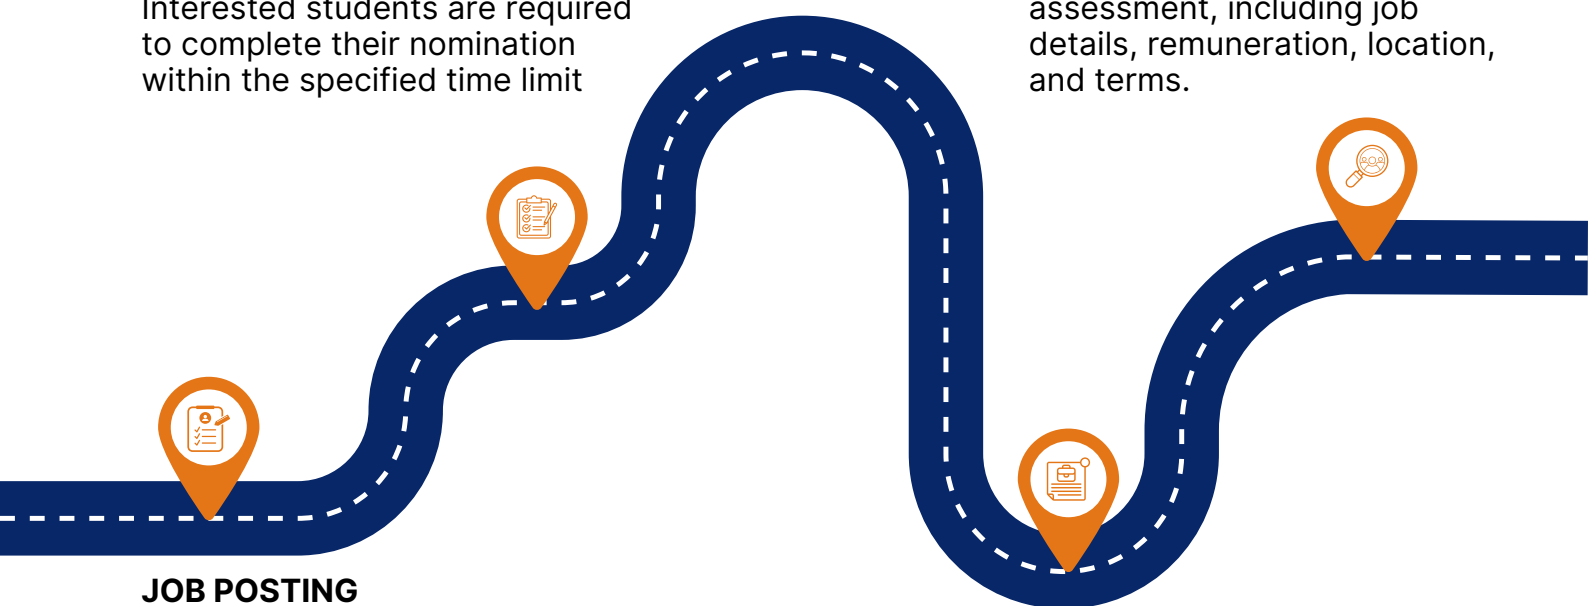 Interested students are required
to complete their nomination
within the specified time limit
assessment, including job
details, remuneration, location,
and terms.
JOB POSTING